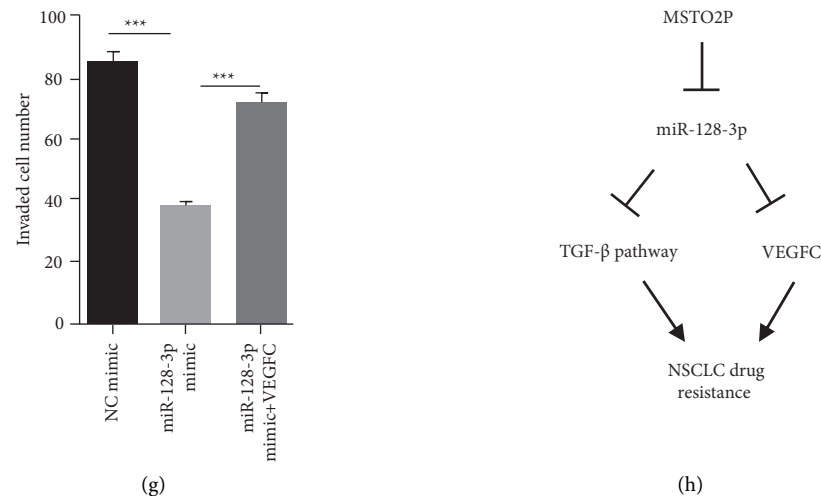 100
80
60
40
20
0
Invaded cell number
***
***
NC mimic
miR-128-3p
mimic
miR-128-3p
mimic+VEGFC
(g)
MSTO2P
miR-128-3p
TGF-β pathway
VEGFC
NSCLC drug
resistance
(h)